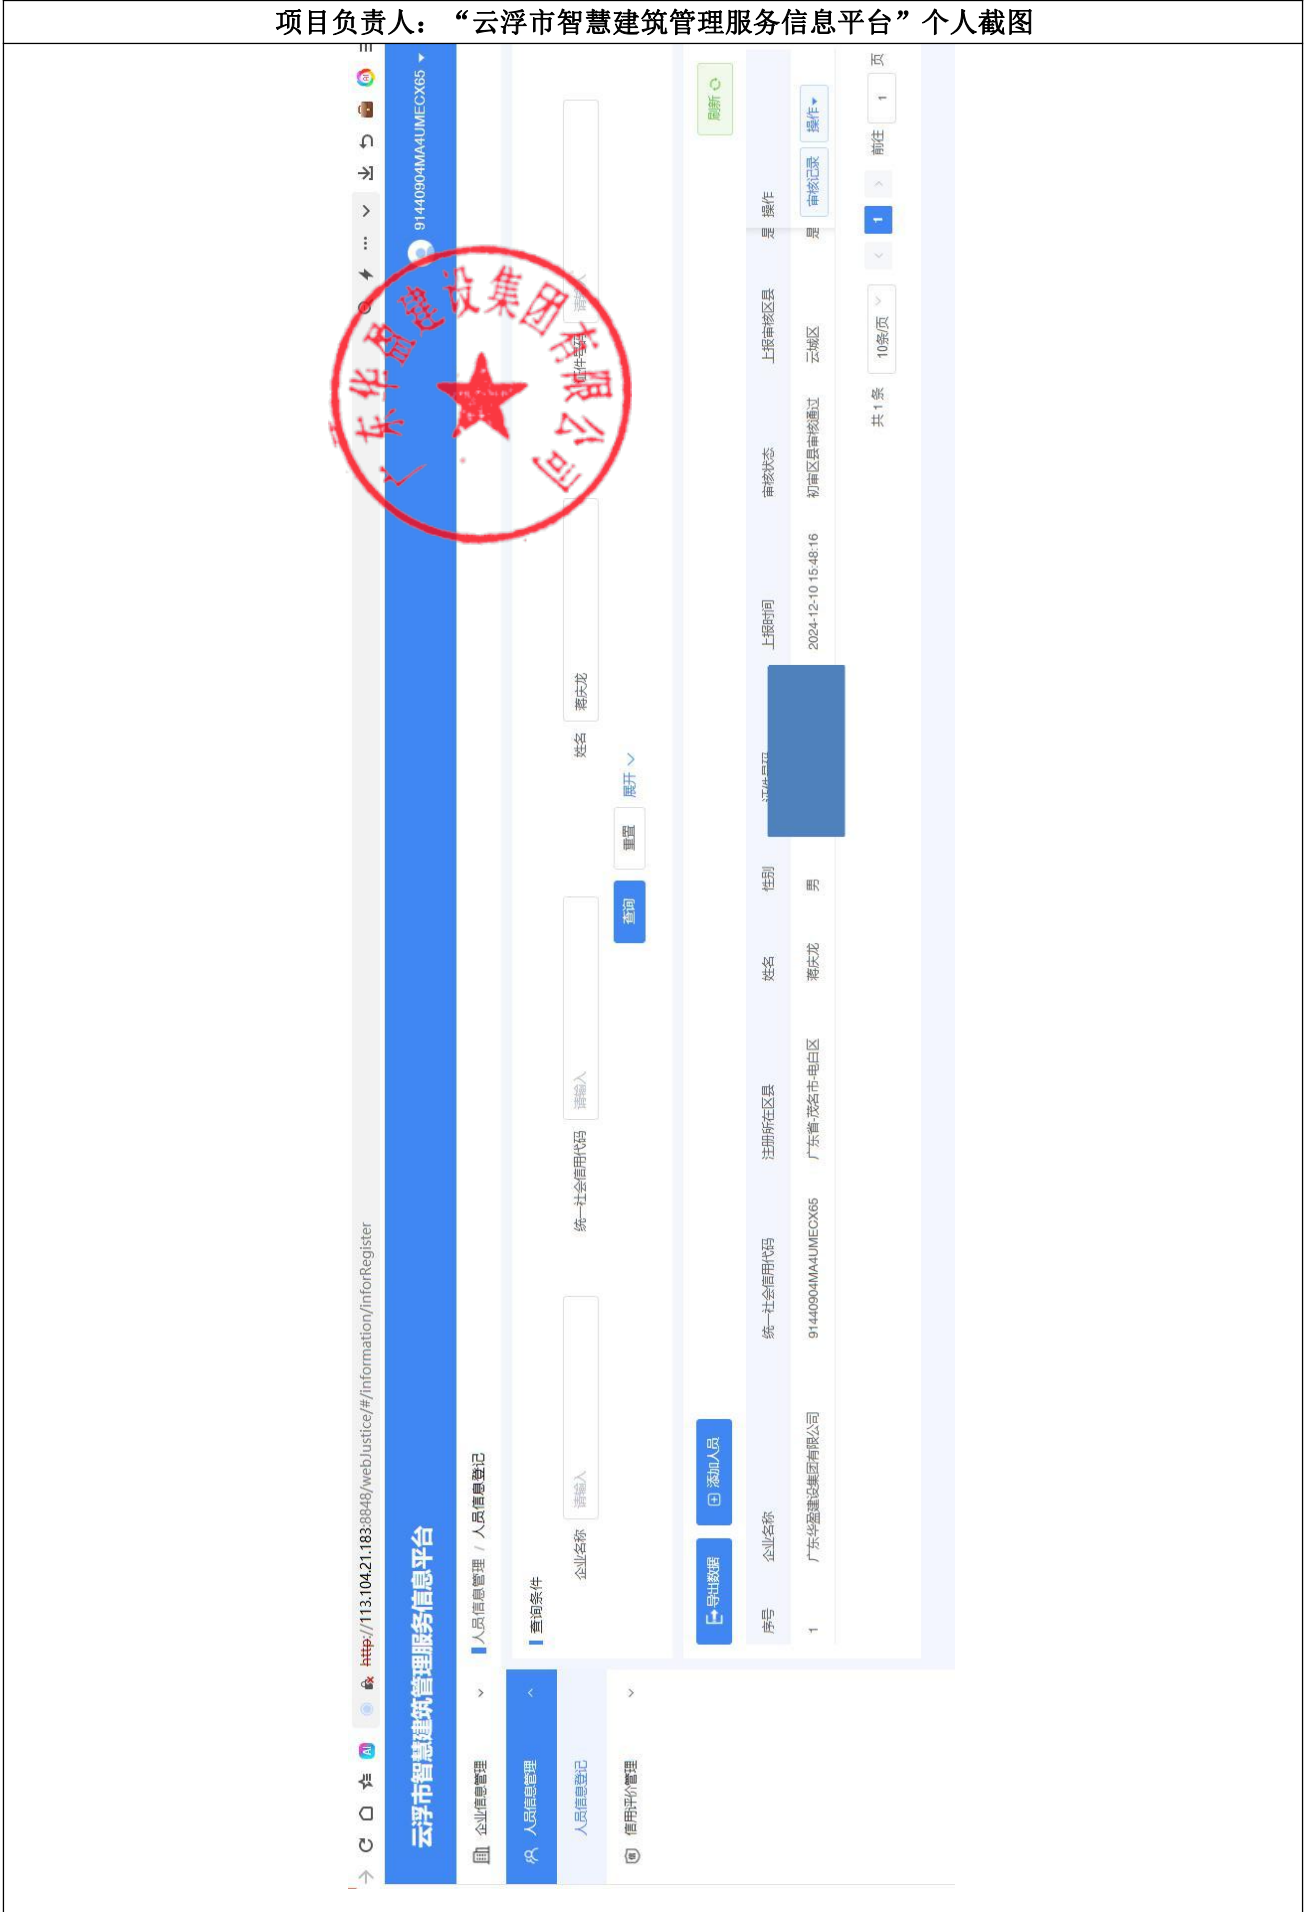 项目负责人：“云浮市智慧建筑管理服务信息平台”个人截图
http://113.104.21.183:8848/webJustice/#/information/inforRegister
云浮市智慧建筑管理服务信息平台
91440904MA4UMECX65
企业信息管理
人员信息管理
人员信息登记
信用评价管理
人员信息管理 / 人员信息登记
查询条件
企业名称 请输入 统一社会信用代码 请输入 姓名 蒋庆龙 证件号码 请输入
查询 重置 展开
导出数据 添加人员 刷新
序号 企业名称 统一社会信用代码 注册所在区县 姓名 性别 证件号码 上报时间 审核状态 上报审核区县 是 操作
1 广东华盈建设集团有限公司 91440904MA4UMECX65 广东省-茂名市-电白区 蒋庆龙 男 2024-12-10 15:48:16 初审区县审核通过 云城区 是 审核记录 操作
共 1 条 10条/页 1 前往 1 页
广东华盈建设集团有限公司